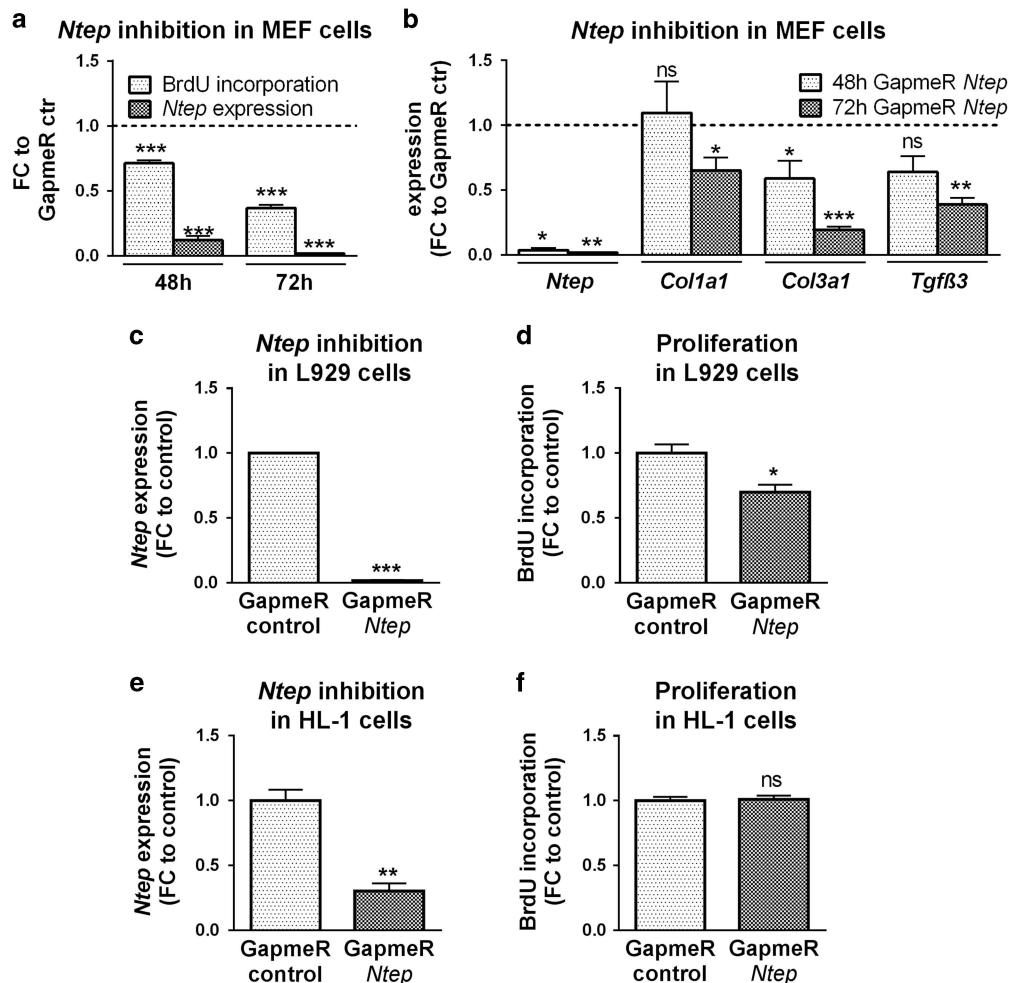 a
Ntep inhibition in MEF cells
FC to
GapmeR ctr
1.5
1.0
0.5
0.0
BrdU incorporation
Ntep expression
***
***
***
***
48h
72h
b
Ntep inhibition in MEF cells
expression
(FC to GapmeR ctr)
1.5
1.0
0.5
0.0
48h GapmeR Ntep
72h GapmeR Ntep
*
**
ns
*
*
***
ns
**
Ntep
Col1a1
Col3a1
Tgfß3
c
Ntep inhibition
in L929 cells
Ntep expression
(FC to control)
1.5
1.0
0.5
0.0
***
GapmeR
control
GapmeR
Ntep
d
Proliferation
in L929 cells
BrdU incorporation
(FC to control)
1.5
1.0
0.5
0.0
*
GapmeR
control
GapmeR
Ntep
e
Ntep inhibition
in HL-1 cells
Ntep expression
(FC to control)
1.5
1.0
0.5
0.0
**
GapmeR
control
GapmeR
Ntep
f
Proliferation
in HL-1 cells
BrdU incorporation
(FC to control)
1.5
1.0
0.5
0.0
ns
GapmeR
control
GapmeR
Ntep